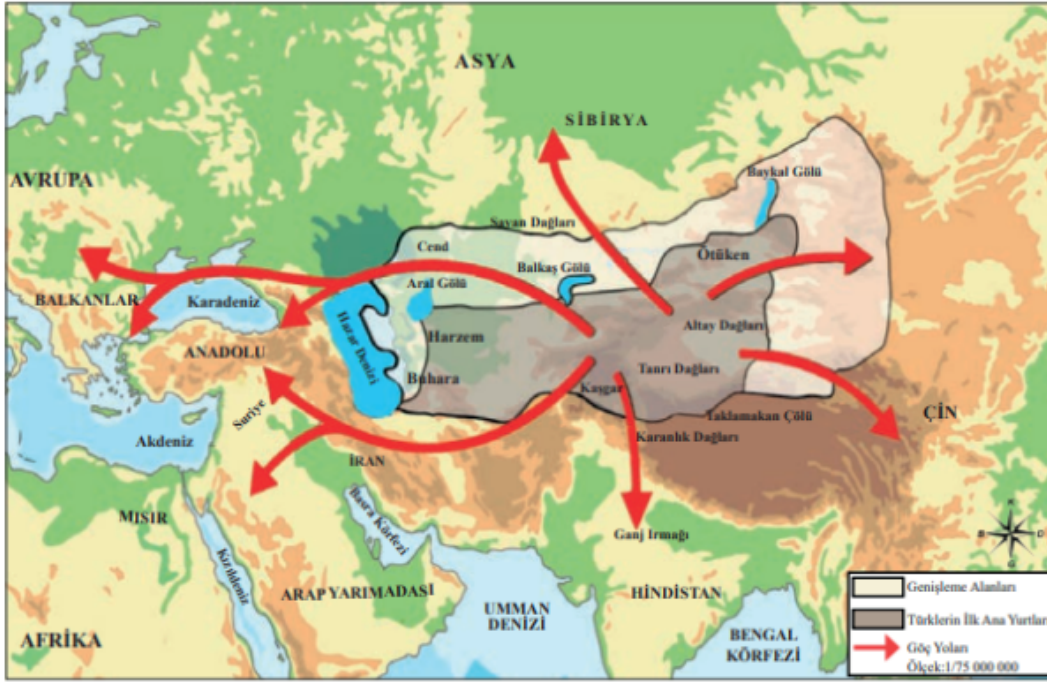 ASYA
SİBİRYA
Baykal Gölü
AVRUPA
Sayan Dağları
Cend
Ötüken
Balkaş Gölü
Aral Gölü
BALKANLAR
Karadeniz
Harzem
Altay Dağları
Hazar Denizi
ANADOLU
Tanrı Dağları
Buhara
Kaşgar
Suriye
Taklamakan Çölü
ÇİN
Karanlık Dağları
Akdeniz
İRAN
Basra Körfezi
MISIR
Ganj Irmağı
K
B
D
G
Kızıldeniz
ARAP YARIMADASİ
HİNDİSTAN
UMMAN
DENİZİ
BENGAL
KÖRFEZİ
AFRİKA
Genişleme Alanları
Türklerin İlk Ana Yurtları
Göç Yoları
Ölçek:1/75 000 000